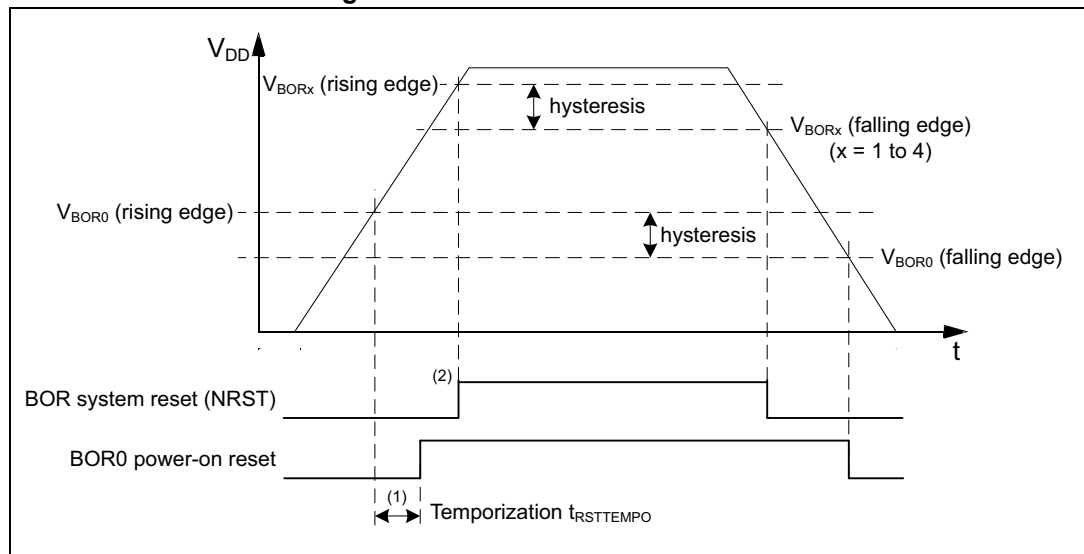 V_DD
V_BORx (rising edge)
hysteresis
V_BORx (falling edge)
(x = 1 to 4)
V_BOR0 (rising edge)
hysteresis
V_BOR0 (falling edge)
t
(2)
BOR system reset (NRST)
BOR0 power-on reset
(1)
Temporization t_RSTTEMPO